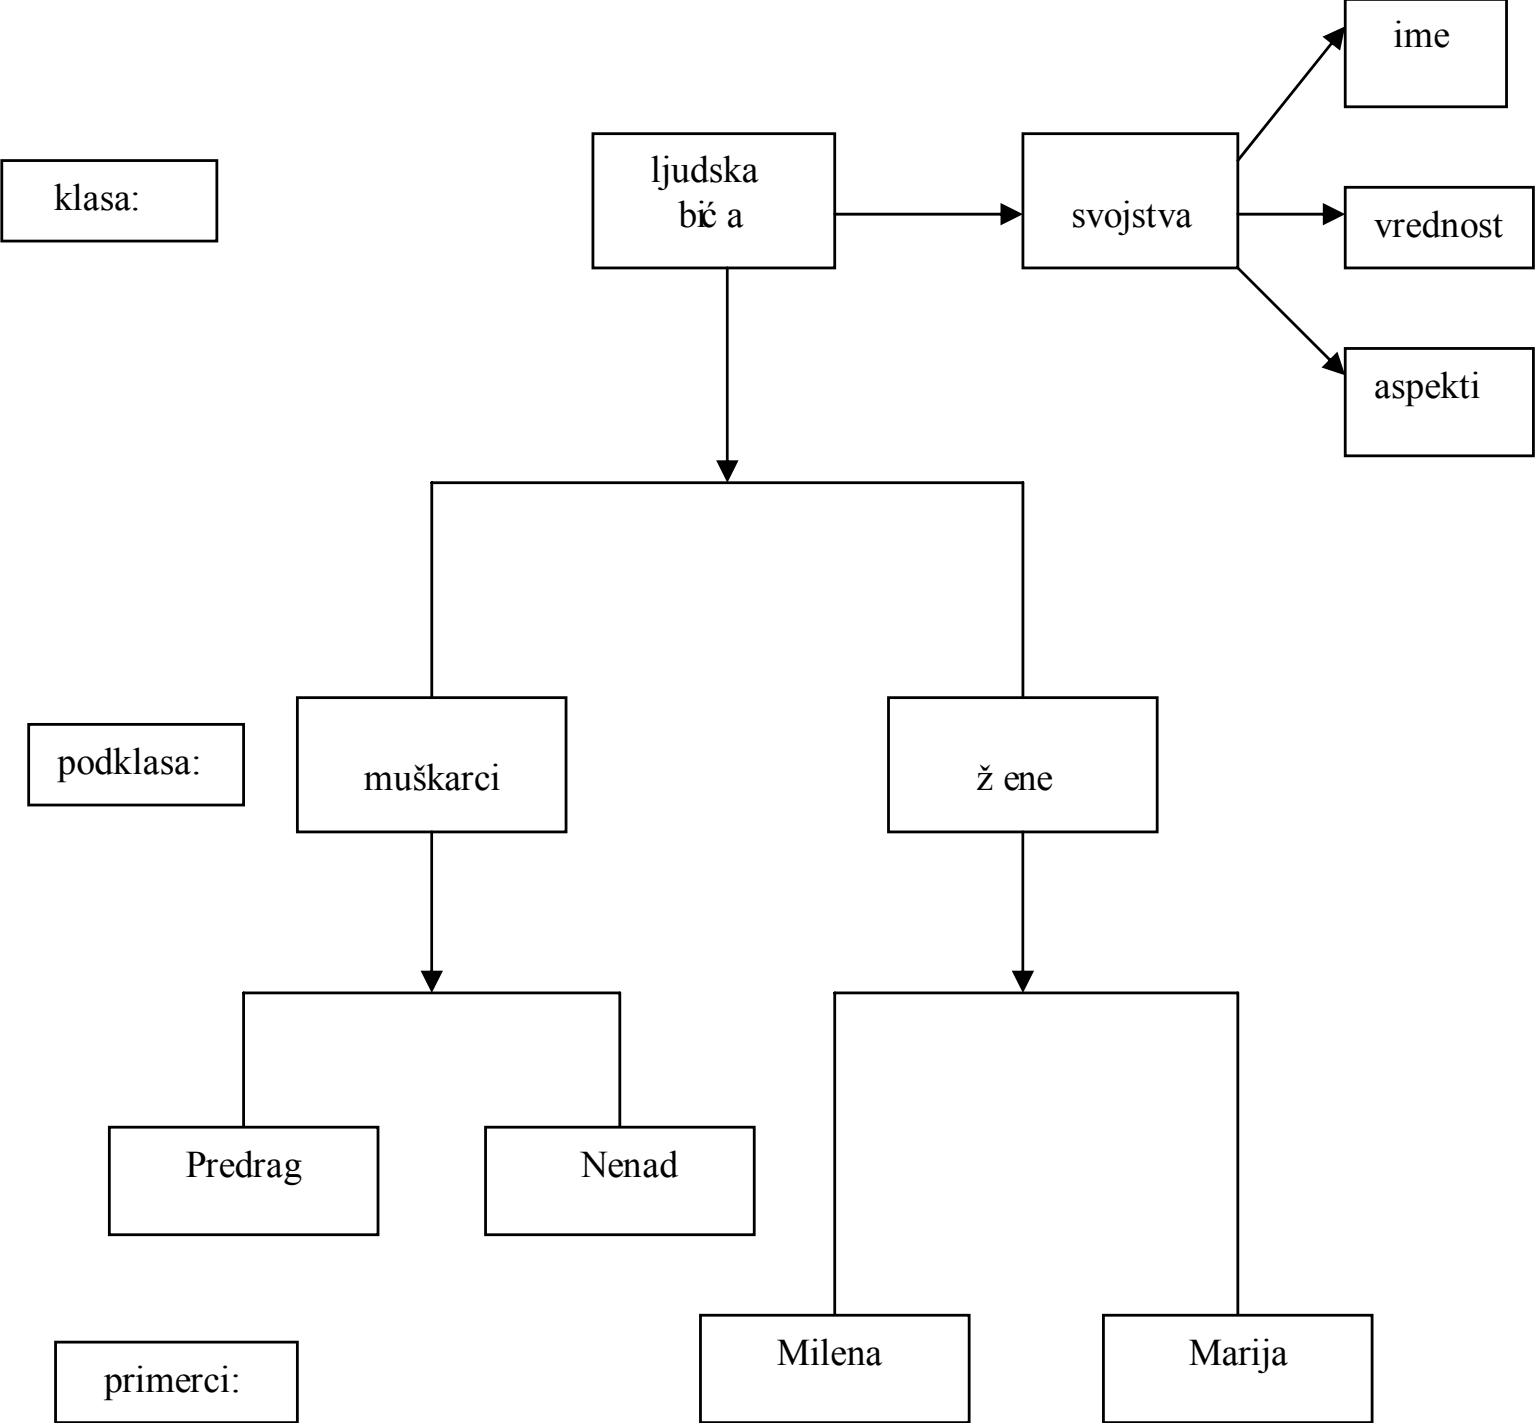 ime
klasa:
ljudska
bić a
svojstva
vrednost
aspekti
podklasa:
muškarci
ž ene
Predrag
Nenad
primerci:
Milena
Marija